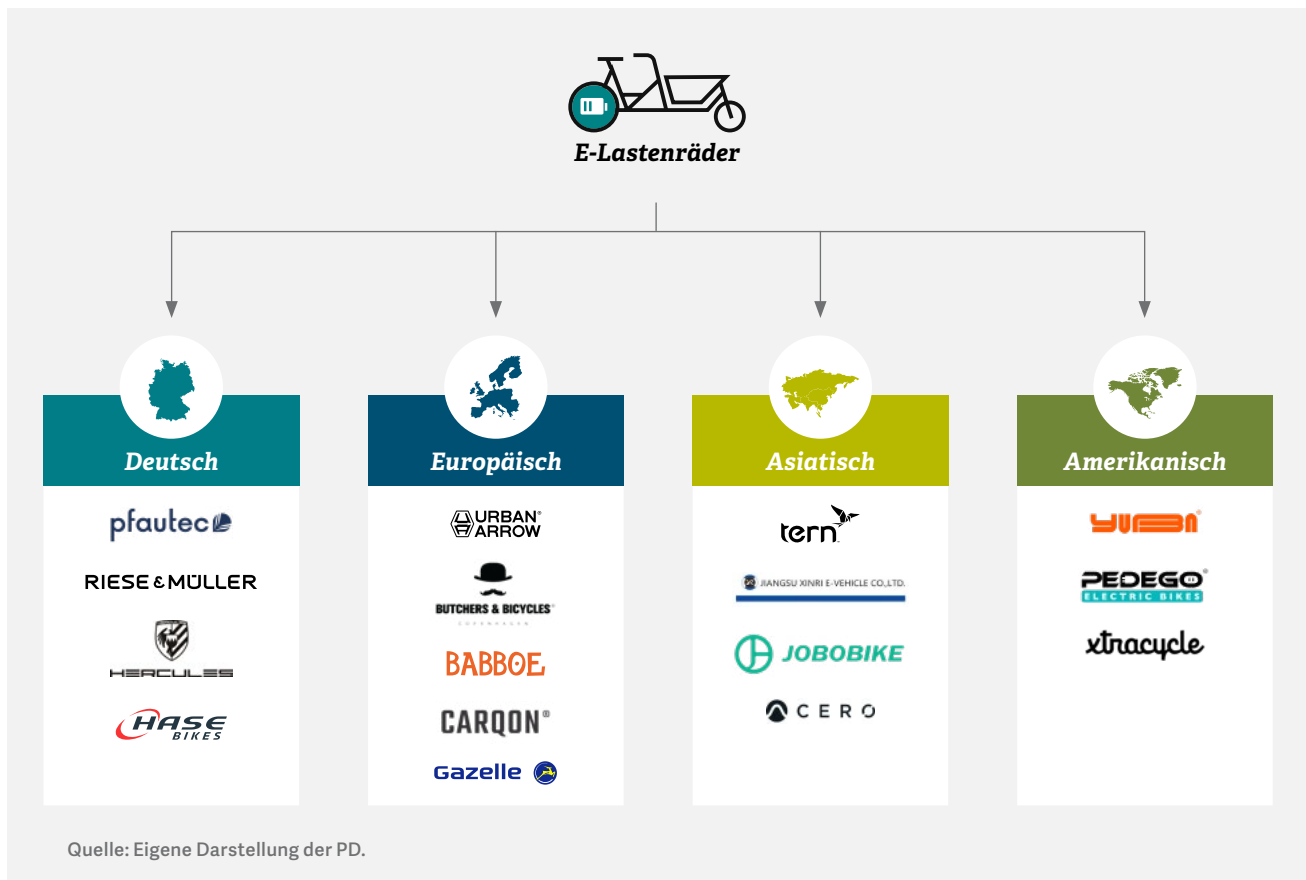 E-Lastenräder
Deutsch
pfautec
RIESE & MÜLLER
HERCULES
HASE
BIKES
Europäisch
URBAN®
ARROW
BUTCHERS & BICYCLES
COPENHAGEN
BABBOE
CARQON®
Gazelle
Asiatisch
tern
JIANGSU XINRI E-VEHICLE CO.,LTD.
JOBOBIKE
CERO
Amerikanisch
YUBA®
PEDEGO®
ELECTRIC BIKES
xtracycle
Quelle: Eigene Darstellung der PD.